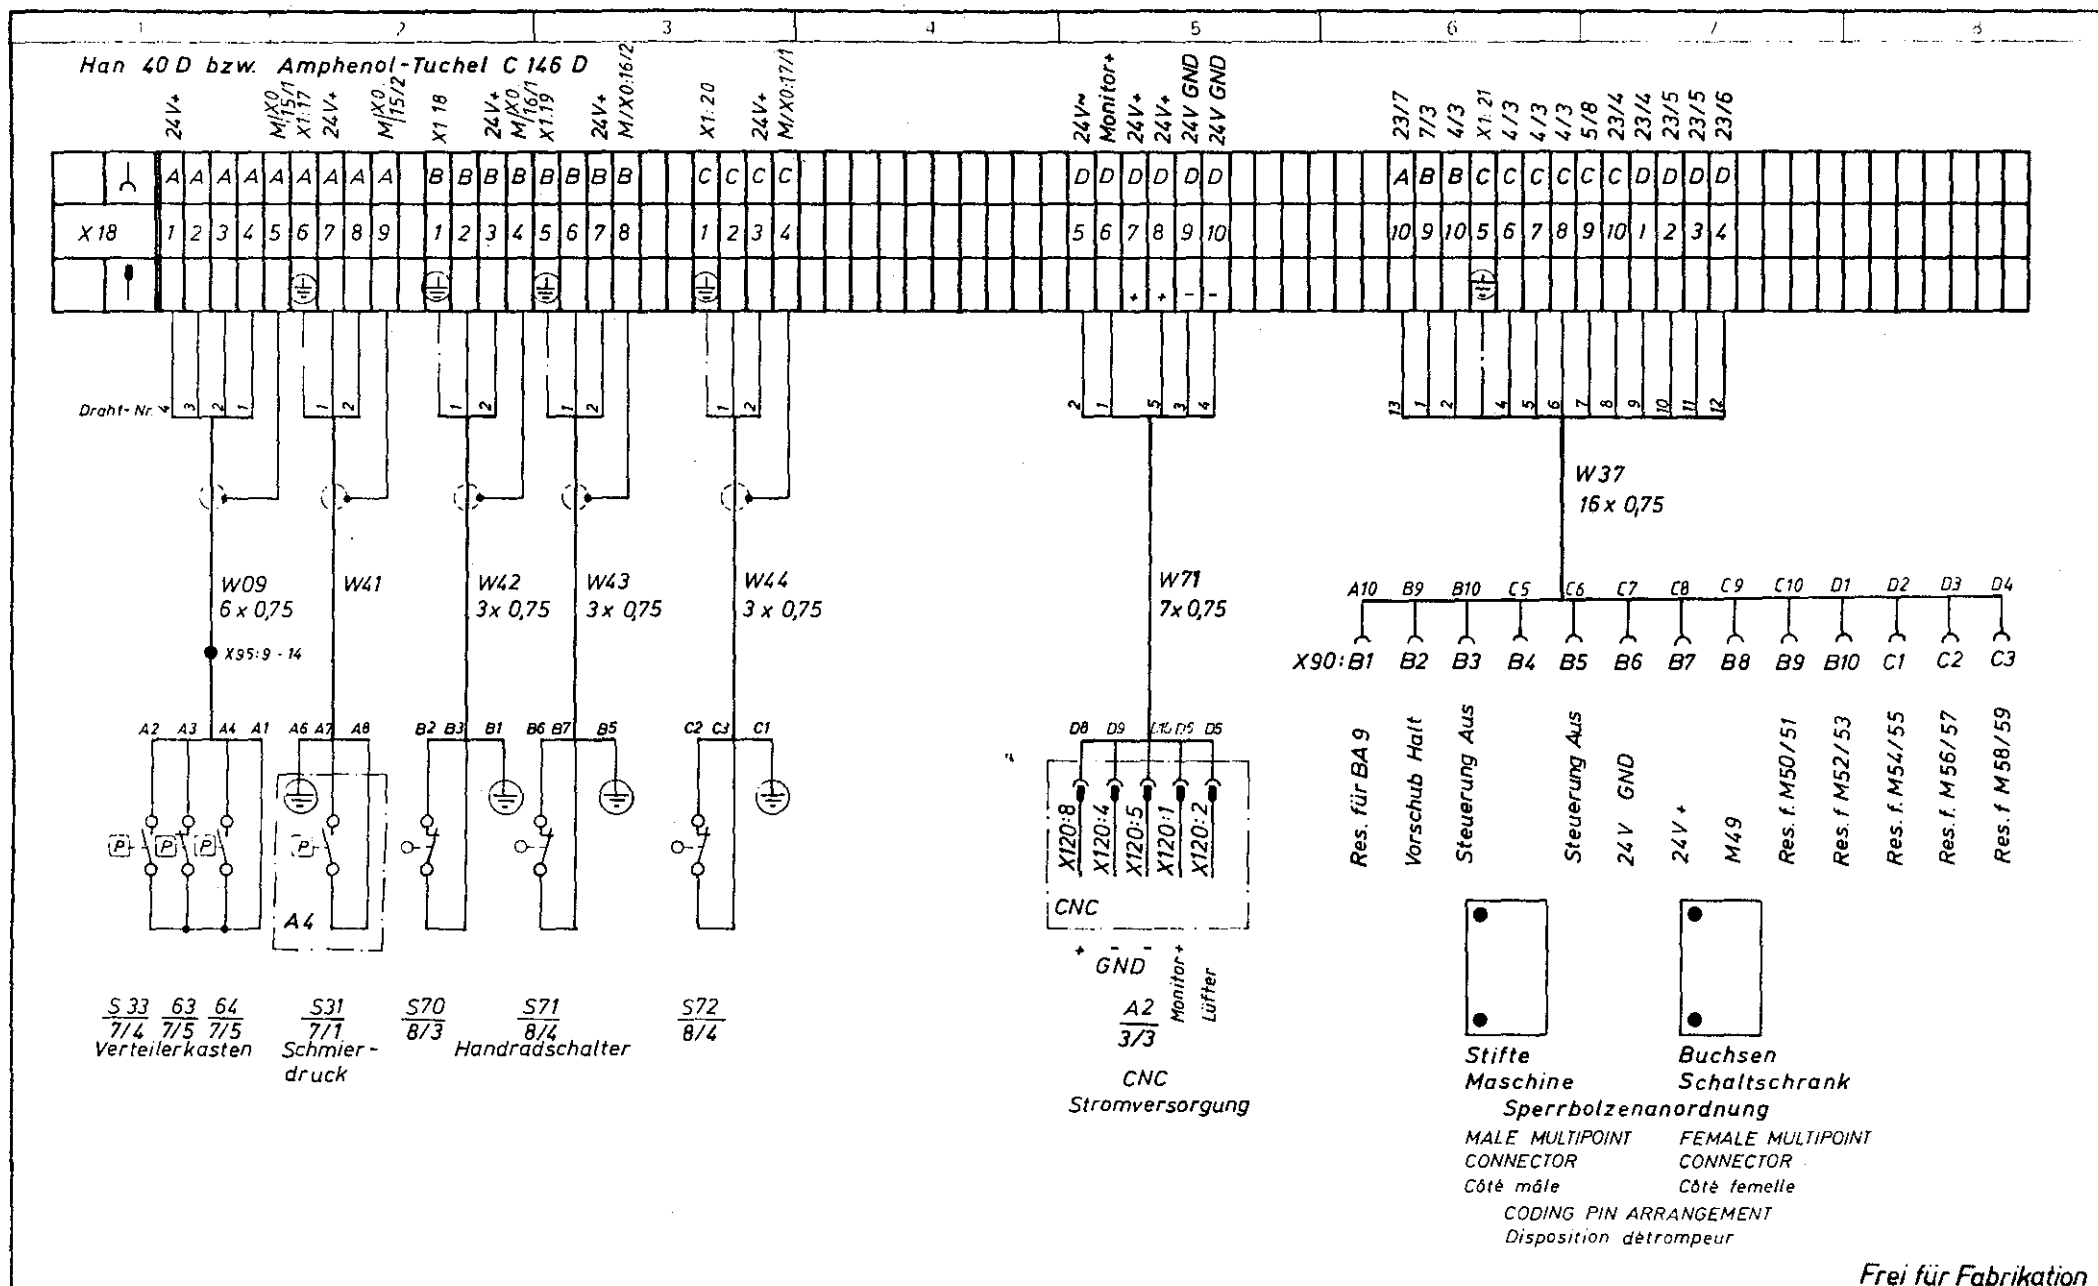 1 2 3 4 5 6 7 8
Han 40 D bzw. Amphenol-Tuchel C 146 D
24V+
M/X0 15/1
X1:17
24V+
M/X0 15/2
X1 18
24V+
M/X0 16/1
X1:19
24V+
M/X0:16/2
X1:20
24V+
M/X0:17/1
24V~
Monitor+
24V+
24V+
24V GND
24V GND
23/7
7/3
4/3
X1:21
4/3
4/3
4/3
5/8
23/4
23/4
23/5
23/5
23/6
A A A A A A A A A B B B B B B B B C C C C D D D D D D A B B C C C C C C D D D D
X18 1 2 3 4 5 6 7 8 9 1 2 3 4 5 6 7 8 1 2 3 4 5 6 7 8 9 10 10 9 10 5 6 7 8 9 10 1 2 3 4
+ + - -
Draht-Nr. 4 3 2 1 1 2 1 2 1 2 1 2 2 1 5 3 4 13 1 2 4 5 6 7 8 9 10 11 12
W37
16 x 0,75
W09
6 x 0,75
W41
W42
3 x 0,75
W43
3 x 0,75
W44
3 x 0,75
W71
7 x 0,75
A10 B9 B10 C5 C6 C7 C8 C9 C10 D1 D2 D3 D4
X95:9 - 14
X90: B1 B2 B3 B4 B5 B6 B7 B8 B9 B10 C1 C2 C3
A2 A3 A4 A1 A6 A7 A8 B2 B3 B1 B6 B7 B5 C2 C3 C1 D8 D9 D5
Res. für BA 9
Vorschub Halt
Steuerung Aus
Steuerung Aus
24V GND
24V +
M49
Res. f. M50/51
Res. f M52/53
Res. f. M54/55
Res. f. M56/57
Res. f M58/59
P P P P
X120:8
X120:4
X120:5
X120:1
X120:2
A4
CNC
+ - -
GND
Monitor+
Lüfter
S 33 63 64 S31 S70 S71 S72 A2
7/4 7/5 7/5 7/1 8/3 8/4 8/4 3/3
Verteilerkasten
Schmier-
druck
Handradschalter
CNC
Stromversorgung
Stifte
Maschine
Buchsen
Schaltschrank
Sperrbolzenanordnung
MALE MULTIPOINT
CONNECTOR
Côté mâle
FEMALE MULTIPOINT
CONNECTOR
Côté femelle
CODING PIN ARRANGEMENT
Disposition détrompeur
Frei für Fabrikation